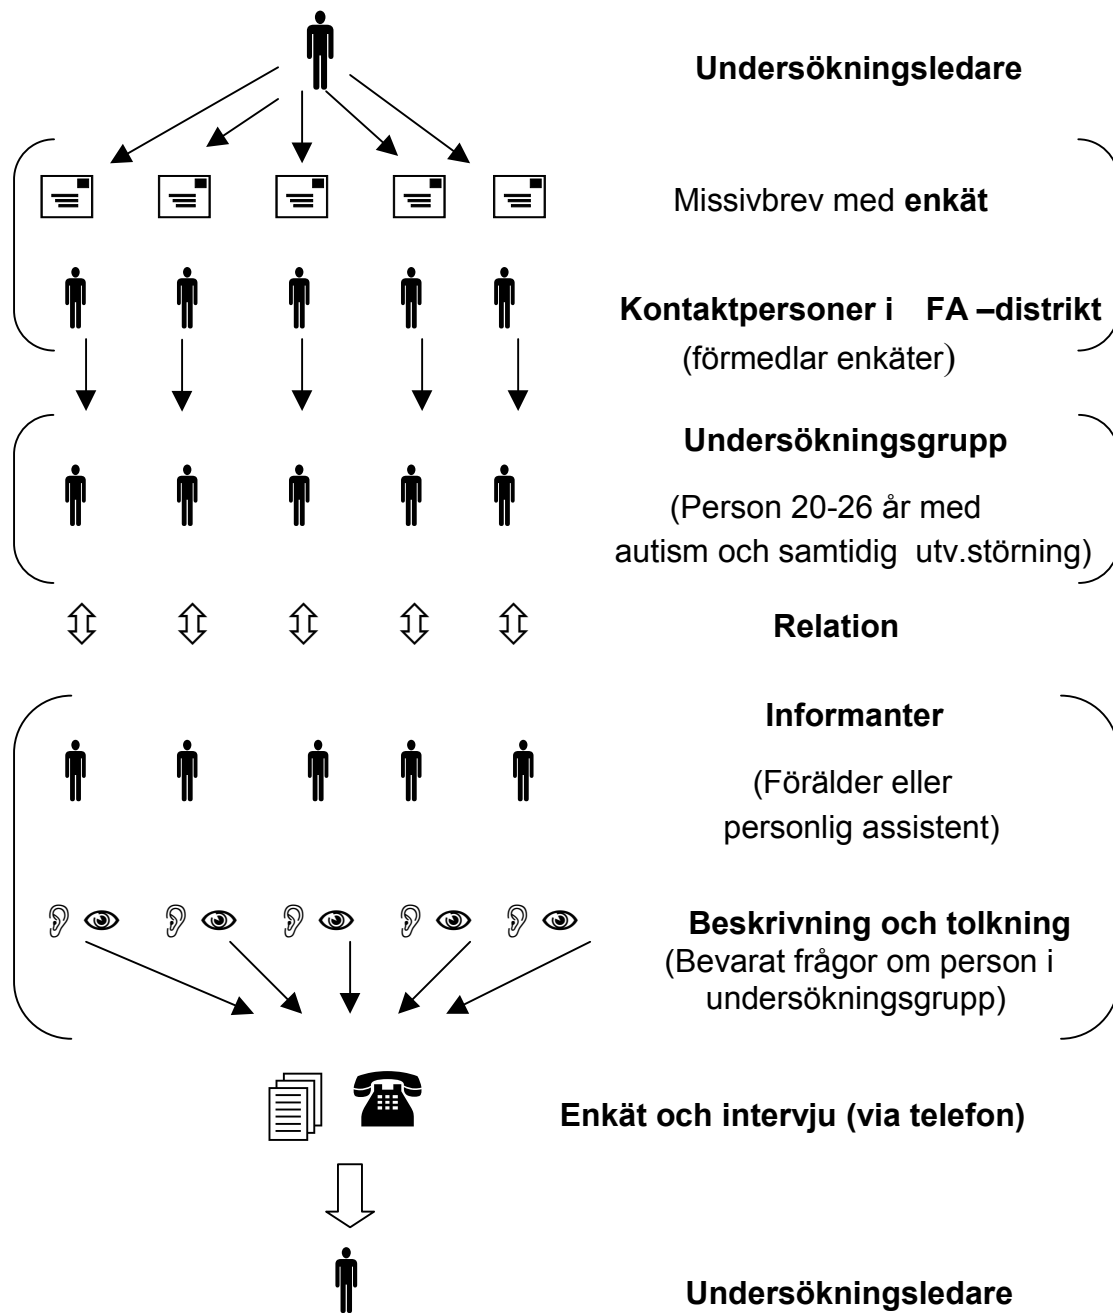 Undersökningsledare
Missivbrev med enkät
Kontaktpersoner i FA –distrikt
(förmedlar enkäter)
Undersökningsgrupp
(Person 20-26 år med
autism och samtidig utv.störning)
Relation
Informanter
(Förälder eller
personlig assistent)
Beskrivning och tolkning
(Bevarat frågor om person i
undersökningsgrupp)
Enkät och intervju (via telefon)
Undersökningsledare